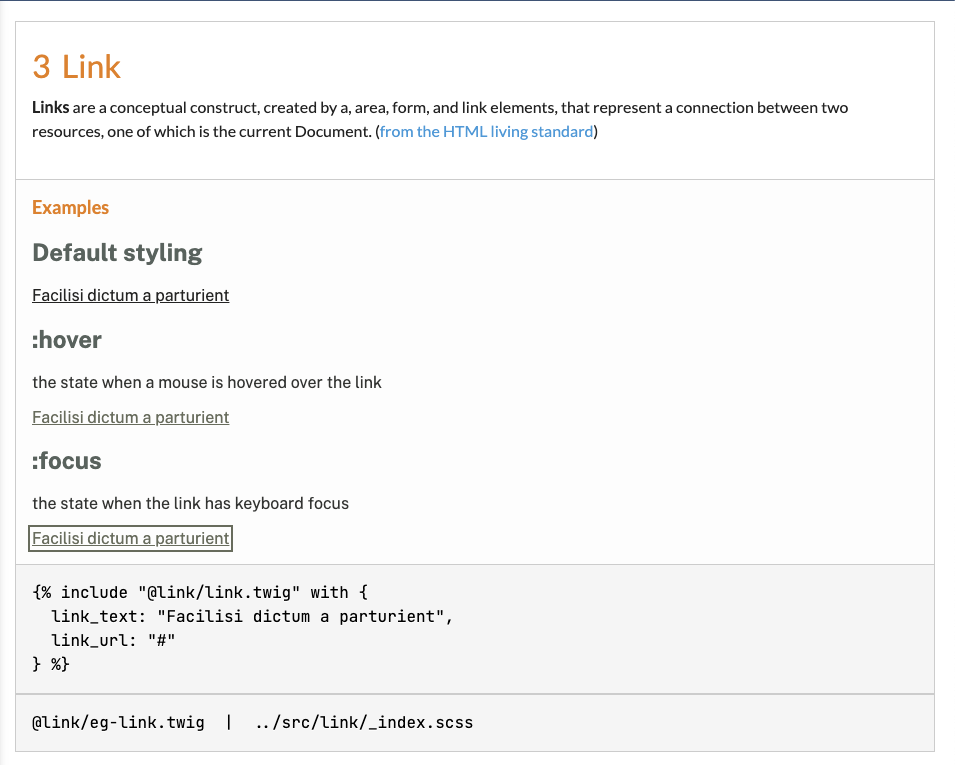 3 Link
Links are a conceptual construct, created by a, area, form, and link elements, that represent a connection between two
resources, one of which is the current Document. (from the HTML living standard)
Examples
Default styling
Facilisi dictum a parturient
:hover
the state when a mouse is hovered over the link
Facilisi dictum a parturient
:focus
the state when the link has keyboard focus
Facilisi dictum a parturient
{% include "@link/link.twig" with {
  link_text: "Facilisi dictum a parturient",
  link_url: "#"
} %}
@link/eg-link.twig  |  ../src/link/_index.scss